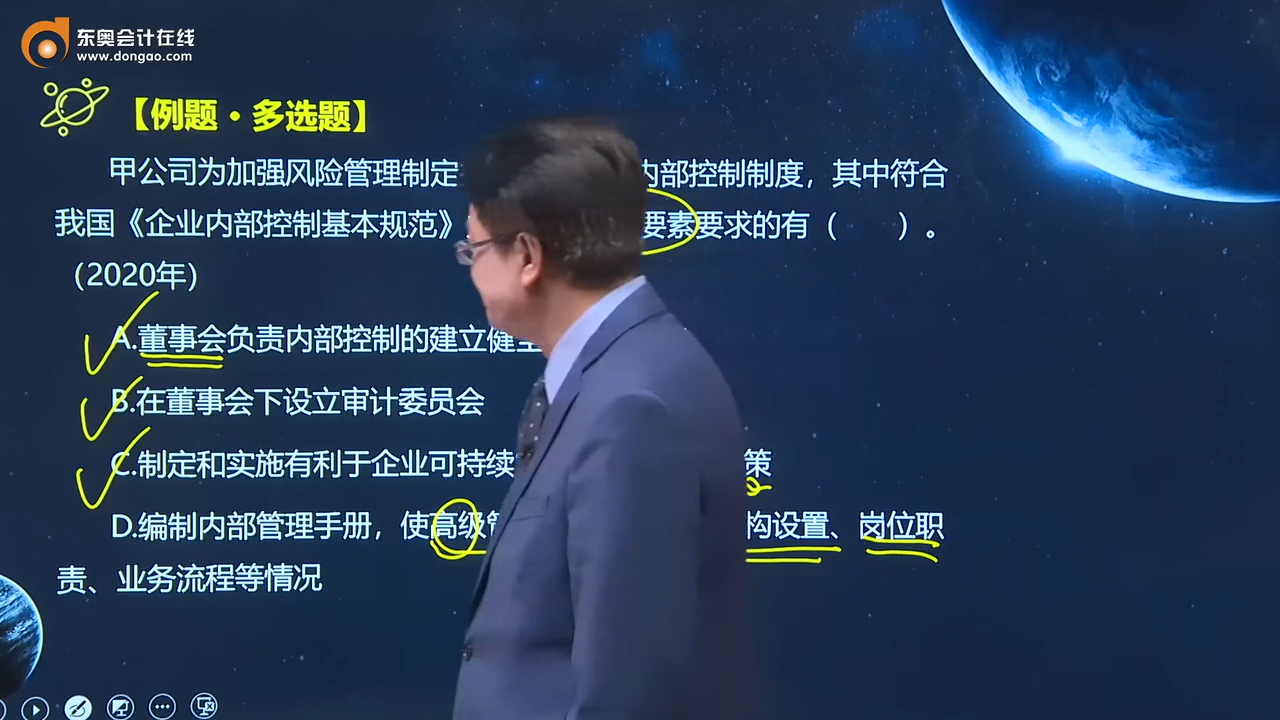 东奥会计在线
www.dongao.com
【例题·多选题】
甲公司为加强风险管理制定 内部控制制度，其中符合
我国《企业内部控制基本规范》 要素要求的有（ ）。
（2020年）
A.董事会负责内部控制的建立健
B.在董事会下设立审计委员会
C.制定和实施有利于企业可持续 策
D.编制内部管理手册，使高级 构设置、岗位职
责、业务流程等情况